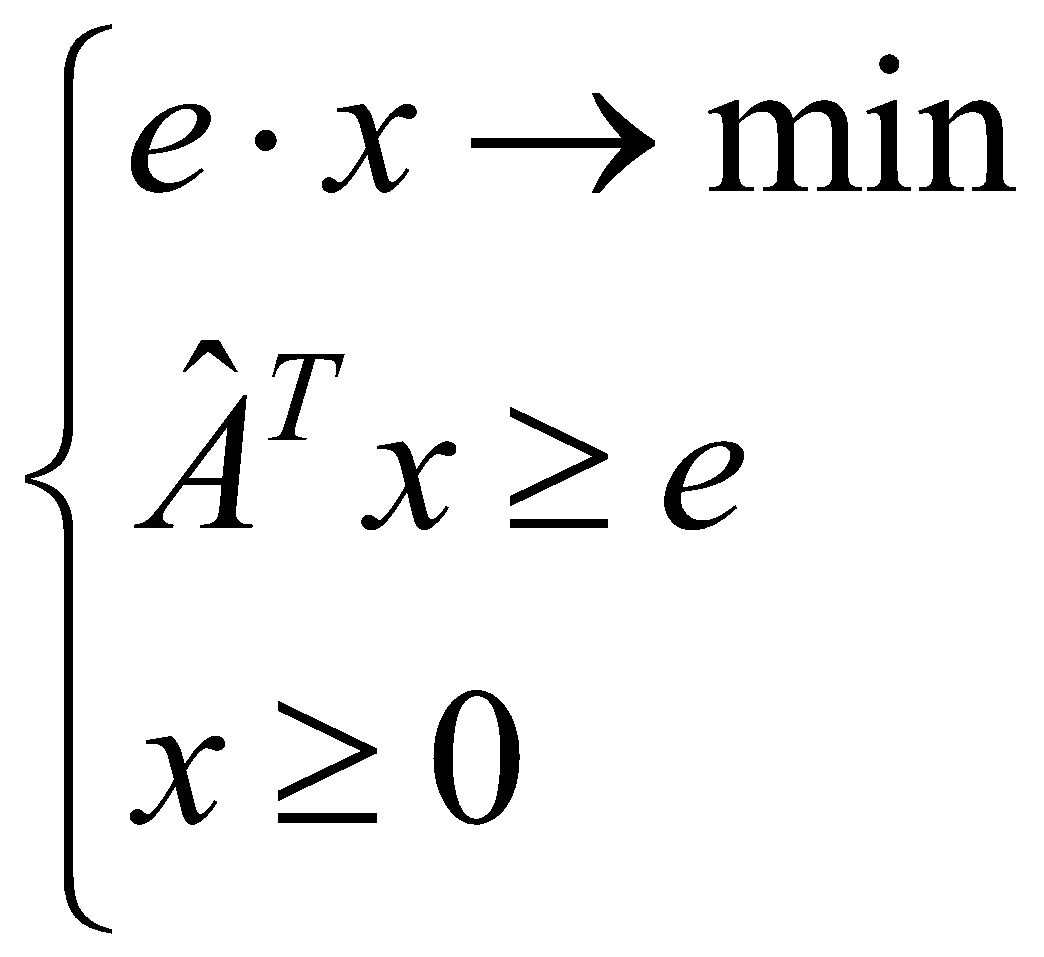 e · x → min
Â^T x ≥ e
x ≥ 0